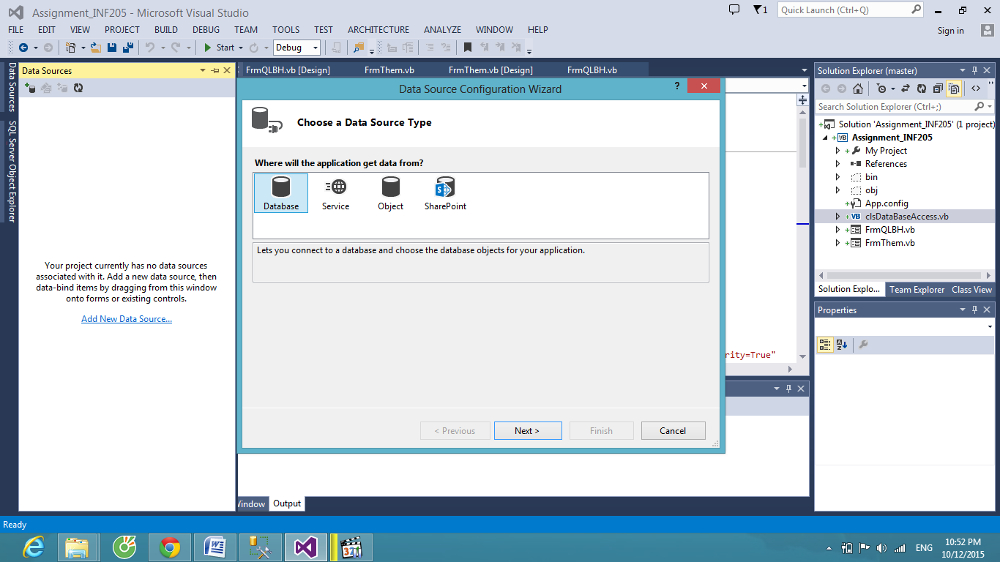 Assignment_INF205 - Microsoft Visual Studio
1
Quick Launch (Ctrl+Q)
FILE EDIT VIEW PROJECT BUILD DEBUG TEAM TOOLS TEST ARCHITECTURE ANALYZE WINDOW HELP
Sign in
Start
Debug
Data Sources
SQL Server Object Explorer
Data Sources
Your project currently has no data sources
associated with it. Add a new data source, then
data-bind items by dragging from this window
onto forms or existing controls.
Add New Data Source...
FrmQLBH.vb [Design] FrmThem.vb FrmThem.vb [Design] FrmQLBH.vb
Data Source Configuration Wizard
?
Choose a Data Source Type
Where will the application get data from?
Database Service Object SharePoint
Lets you connect to a database and choose the database objects for your application.
< Previous Next > Finish Cancel
rity=True"
Window Output
Solution Explorer (master)
Search Solution Explorer (Ctrl+;)
Solution 'Assignment_INF205' (1 project)
Assignment_INF205
My Project
References
bin
obj
App.config
clsDataBaseAccess.vb
FrmQLBH.vb
FrmThem.vb
Solution Explo... Team Explorer Class View
Properties
Ready
ENG
10:52 PM
10/12/2015